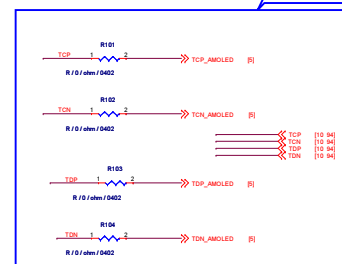 R101
TCP 1 2 TCP_AMOLED [5]
R / 0 / ohm / 0402
R102
TCN 1 2 TCN_AMOLED [5]
R / 0 / ohm / 0402
TCP [10 94]
TCN [10 94]
TDP [10 94]
TDN [10 94]
R103
TDP 1 2 TDP_AMOLED [5]
R / 0 / ohm / 0402
R104
TDN 1 2 TDN_AMOLED [5]
R / 0 / ohm / 0402